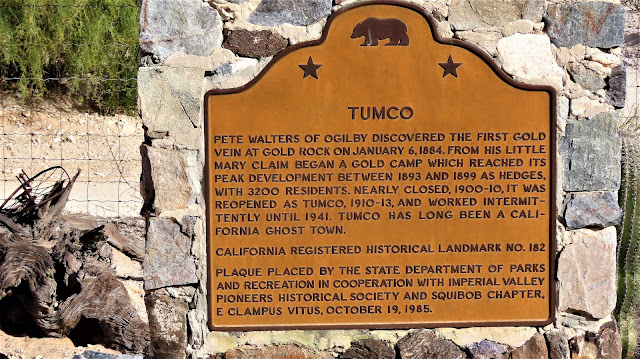 TUMCO
PETE WALTERS OF OGILBY DISCOVERED THE FIRST GOLD
VEIN AT GOLD ROCK ON JANUARY 6, 1884. FROM HIS LITTLE
MARY CLAIM BEGAN A GOLD CAMP WHICH REACHED ITS
PEAK DEVELOPMENT BETWEEN 1893 AND 1899 AS HEDGES,
WITH 3200 RESIDENTS. NEARLY CLOSED, 1900-10, IT WAS
REOPENED AS TUMCO, 1910-13, AND WORKED INTERMIT-
TENTLY UNTIL 1941. TUMCO HAS LONG BEEN A CALI-
FORNIA GHOST TOWN.
CALIFORNIA REGISTERED HISTORICAL LANDMARK NO. 182
PLAQUE PLACED BY THE STATE DEPARTMENT OF PARKS
AND RECREATION IN COOPERATION WITH IMPERIAL VALLEY
PIONEERS HISTORICAL SOCIETY AND SQUIBOB CHAPTER,
E CLAMPUS VITUS, OCTOBER 19, 1985.